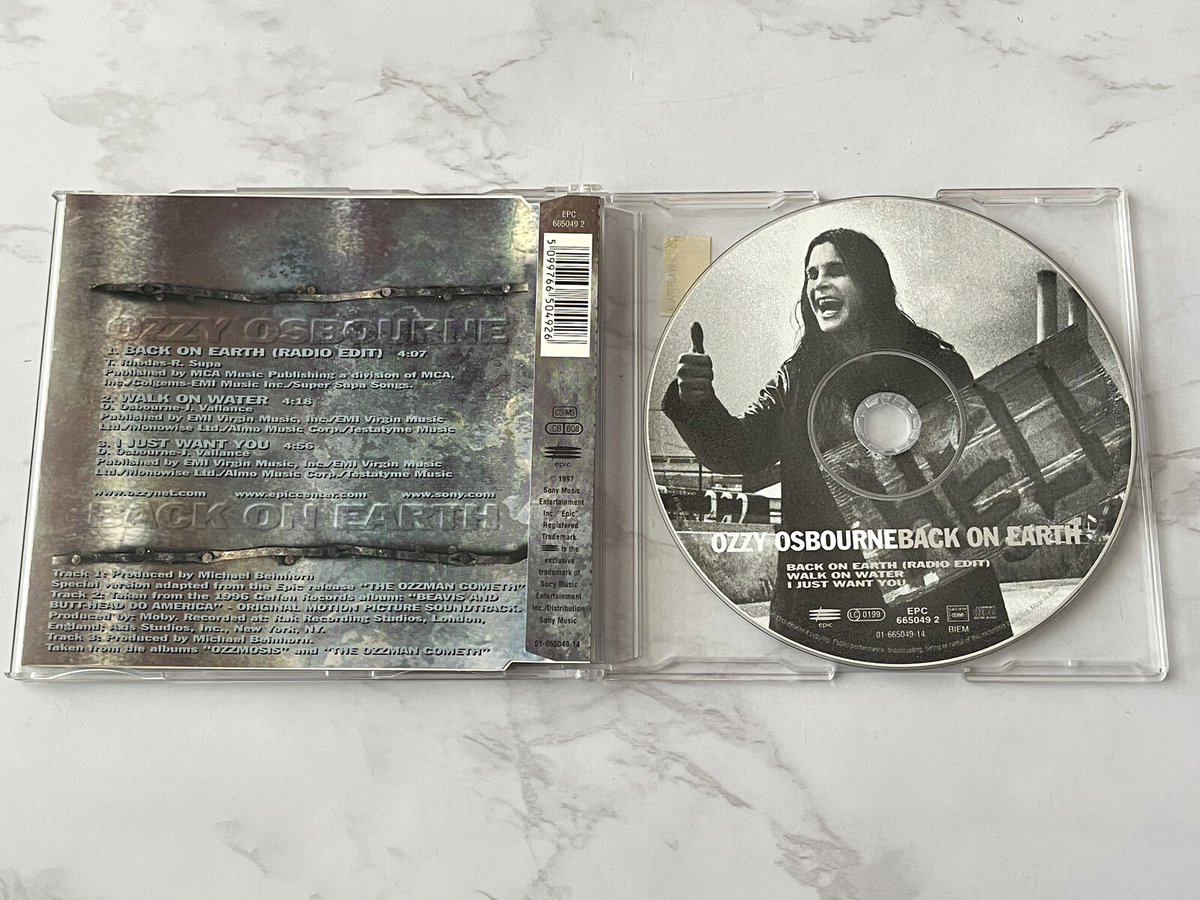 OZZY OSBOURNE
1. BACK ON EARTH (RADIO EDIT) 4:07
T. Rhodes-R. Supa
Published by MCA Music Publishing a division of MCA,
Inc./Colgems-EMI Music Inc./Super Supa Songs.
2. WALK ON WATER 4:18
O. Osbourne-J. Vallance
Published by EMI Virgin Music, Inc./EMI Virgin Music
Ltd/Monowise Ltd/Almo Music Corp./Testatyme Music
3. I JUST WANT YOU 4:56
O. Osbourne-J. Vallance
Published by EMI Virgin Music, Inc./EMI Virgin Music
Ltd/Monowise Ltd/Almo Music Corp./Testatyme Music
www.ozzynet.com www.epiccenter.com www.sony.com
BACK ON EARTH
Track 1: Produced by Michael Beinhorn
Special version adapted from the Epic release "THE OZZMAN COMETH"
Track 2: Taken from the 1996 Geffen Records album: "BEAVIS AND
BUTT-HEAD DO AMERICA" - ORIGINAL MOTION PICTURE SOUNDTRACK.
Produced by: Moby. Recorded at: Rak Recording Studios, London,
England; Axis Studios, Inc., New York, NY.
Track 3: Produced by Michael Beinhorn.
Taken from the albums "OZZMOSIS" and "THE OZZMAN COMETH"
EPC
665049 2
5 099766 504926
CD-MS
CB 608
epic
© 1997
Sony Music
Entertainment
Inc./"Epic"
Registered
Trademark.
is the
exclusive
trademark of
Sony Music
Entertainment
Inc./Distribution
Sony Music
01-665049-14
OZZY OSBOURNEBACK ON EARTH
BACK ON EARTH (RADIO EDIT)
WALK ON WATER
I JUST WANT YOU
epic
LC 0199
EPC
665049 2
BIEM
01-665049-14